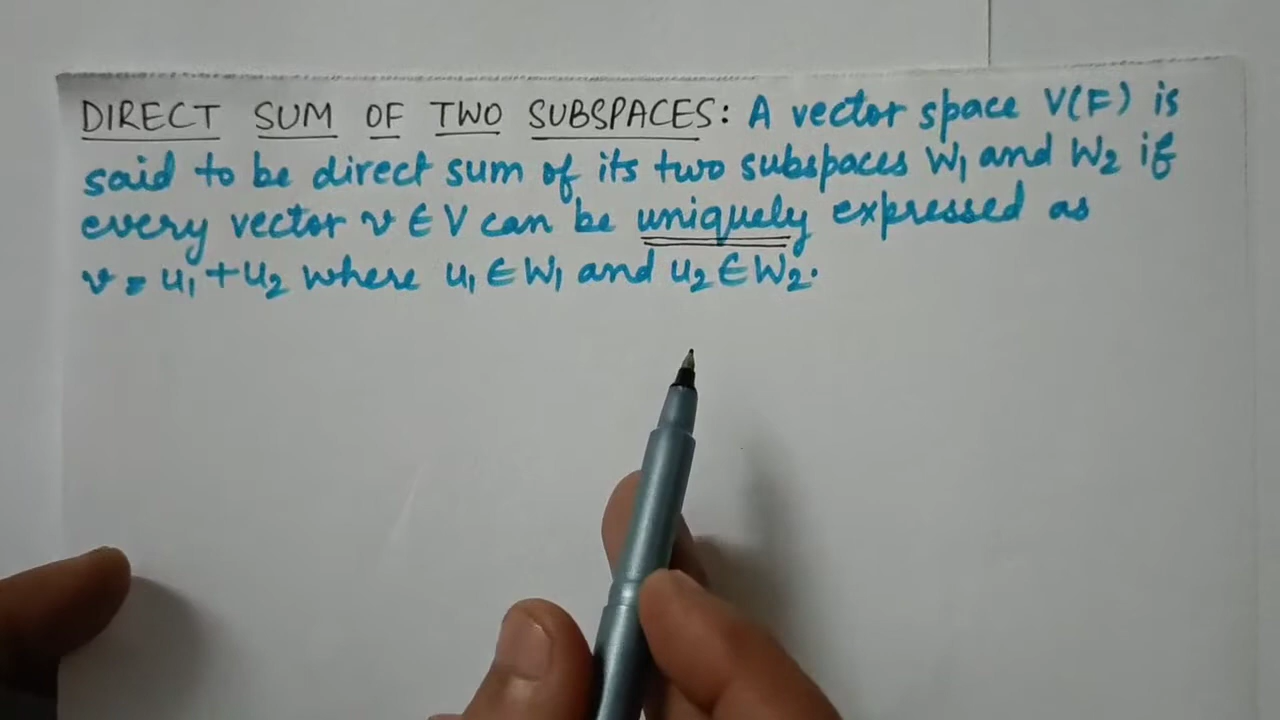 DIRECT SUM OF TWO SUBSPACES: A vector space V(F) is
said to be direct sum of its two subspaces W₁ and W₂ if
every vector v ∈ V can be uniquely expressed as
v = u₁ + u₂ where u₁ ∈ W₁ and u₂ ∈ W₂.